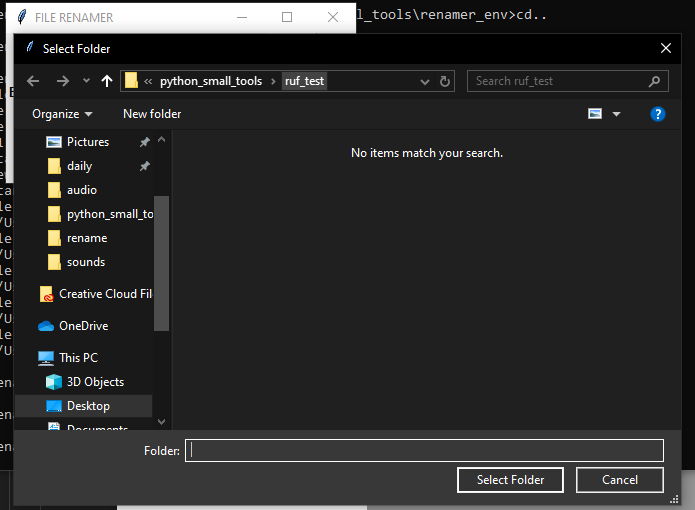 FILE RENAMER
l_tools\renamer_env>cd..
Select Folder
« python_small_tools > ruf_test
Search ruf_test
Organize
New folder
Pictures
daily
audio
python_small_to
rename
sounds
Creative Cloud Fil
OneDrive
This PC
3D Objects
Desktop
Documents
No items match your search.
Folder:
Select Folder
Cancel